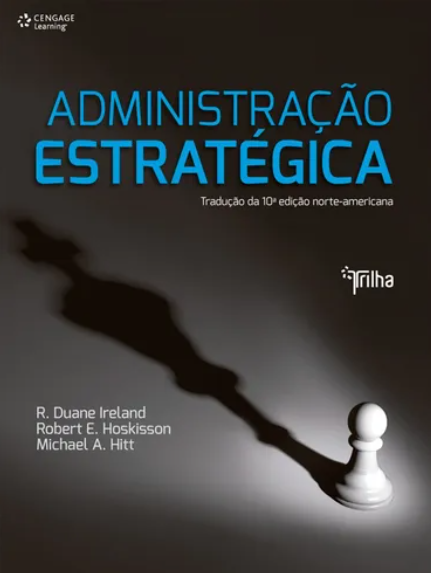 CENGAGE
Learning
ADMINISTRAÇÃO
ESTRATÉGICA
Tradução da 10ª edição norte-americana
Trilha
R. Duane Ireland
Robert E. Hoskisson
Michael A. Hitt